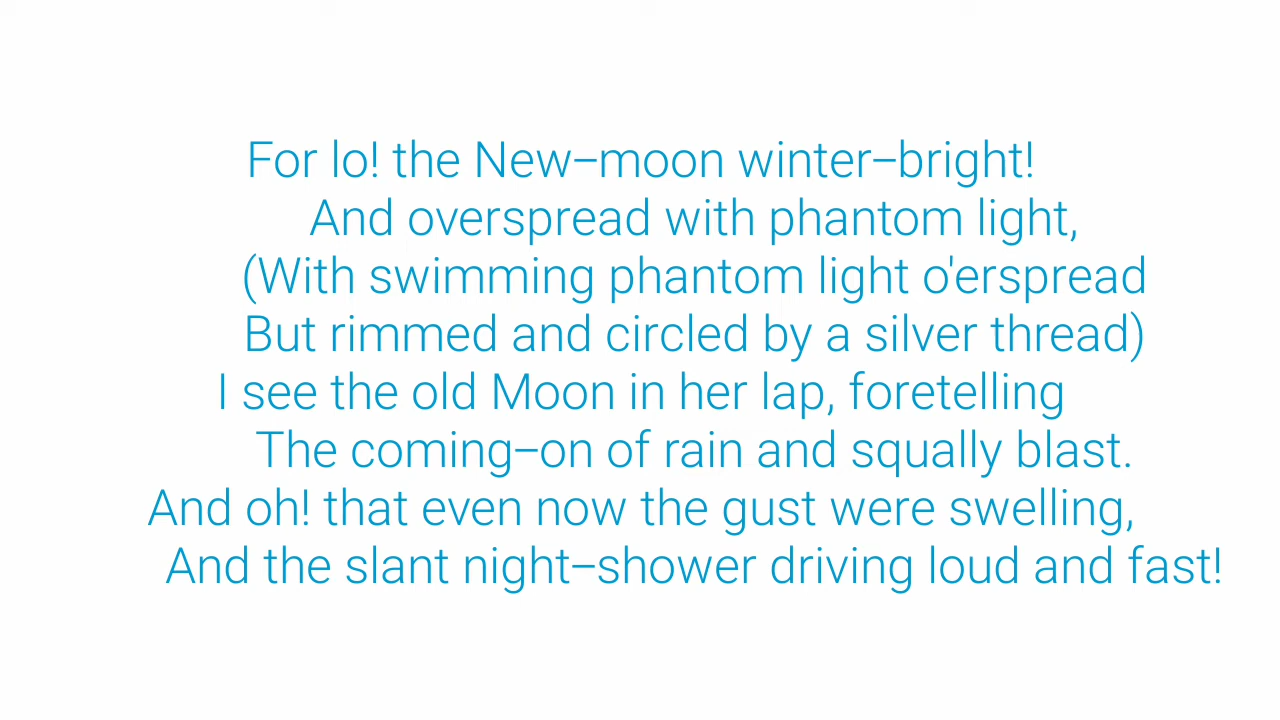 For lo! the New–moon winter–bright!
And overspread with phantom light,
(With swimming phantom light o'erspread
But rimmed and circled by a silver thread)
I see the old Moon in her lap, foretelling
The coming–on of rain and squally blast.
And oh! that even now the gust were swelling,
And the slant night–shower driving loud and fast!